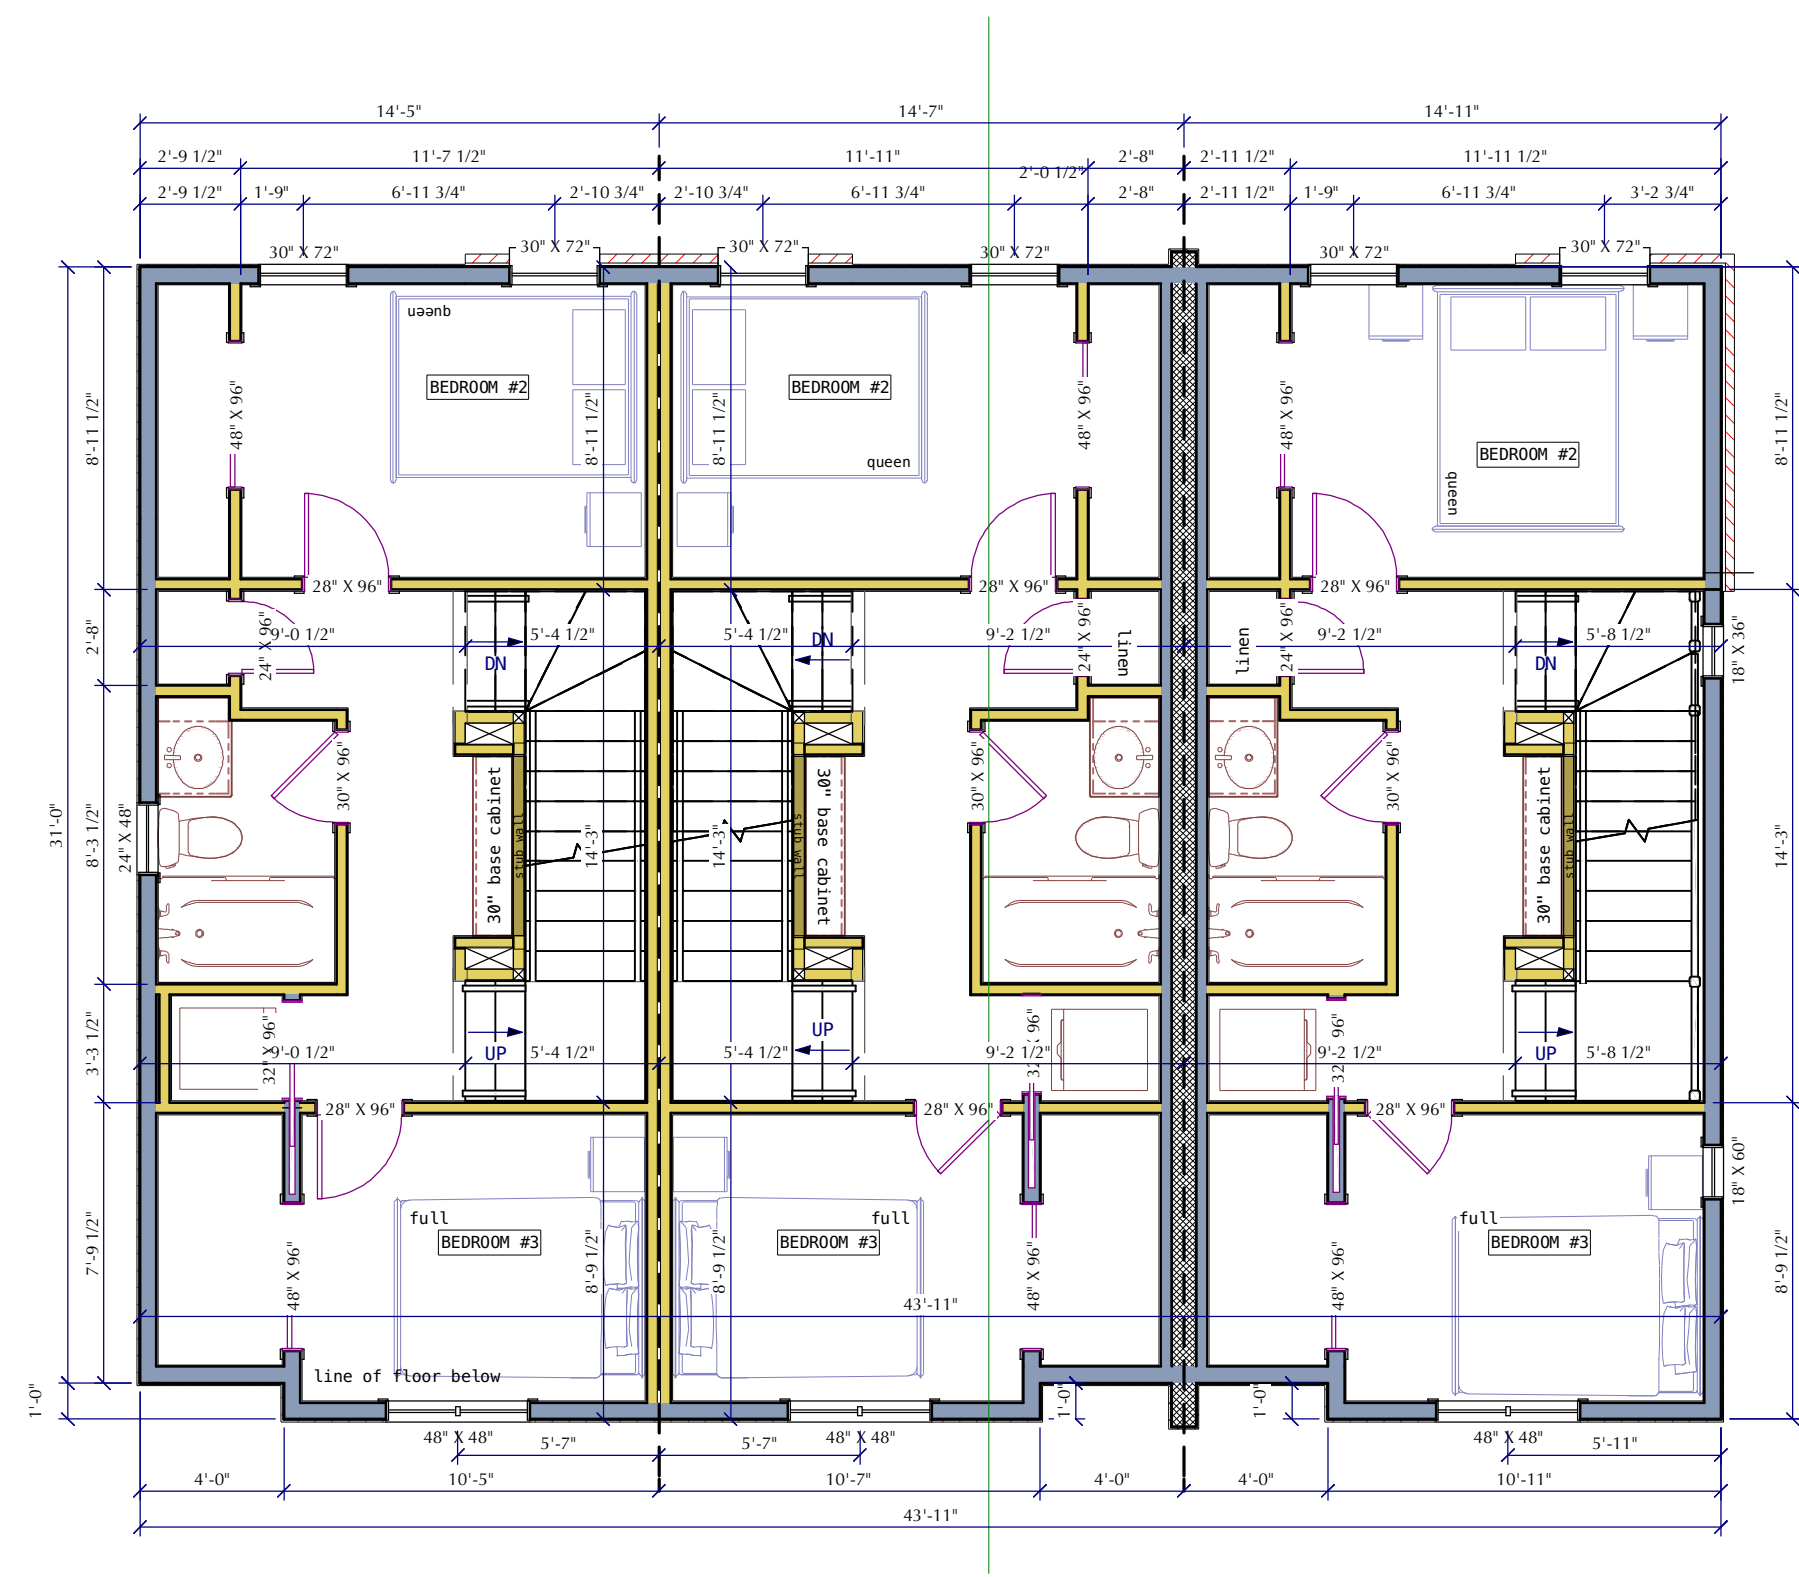 14'-5"
14'-7"
14'-11"
2'-9 1/2"
11'-7 1/2"
11'-11"
2'-0 1/2"
2'-8"
2'-11 1/2"
11'-11 1/2"
2'-9 1/2"
1'-9"
6'-11 3/4"
2'-10 3/4"
2'-10 3/4"
6'-11 3/4"
2'-8"
2'-11 1/2"
1'-9"
6'-11 3/4"
3'-2 3/4"
30" X 72"
30" X 72"
30" X 72"
30" X 72"
30" X 72"
30" X 72"
queen
BEDROOM #2
BEDROOM #2
queen
BEDROOM #2
queen
8'-11 1/2"
48" X 96"
8'-11 1/2"
8'-11 1/2"
48" X 96"
48" X 96"
8'-11 1/2"
28" X 96"
28" X 96"
28" X 96"
2'-8"
24" X 96"
9'-0 1/2"
DN
5'-4 1/2"
5'-4 1/2"
DN
9'-2 1/2"
24" X 96"
linen
linen
24" X 96"
9'-2 1/2"
DN
5'-8 1/2"
18" X 36"
31'-0"
8'-3 1/2"
24" X 48"
30" X 96"
30" base cabinet
stub wall
14'-3"
14'-3"
stub wall
30" base cabinet
30" X 96"
30" X 96"
30" base cabinet
stub wall
14'-3"
3'-3 1/2"
32" X 96"
9'-0 1/2"
UP
5'-4 1/2"
5'-4 1/2"
UP
9'-2 1/2"
32" X 96"
32" X 96"
9'-2 1/2"
UP
5'-8 1/2"
28" X 96"
28" X 96"
28" X 96"
18" X 60"
7'-9 1/2"
full
BEDROOM #3
full
BEDROOM #3
full
BEDROOM #3
48" X 96"
8'-9 1/2"
8'-9 1/2"
48" X 96"
48" X 96"
8'-9 1/2"
43'-11"
line of floor below
1'-0"
1'-0"
1'-0"
48" X 48"
5'-7"
5'-7"
48" X 48"
48" X 48"
5'-11"
4'-0"
10'-5"
10'-7"
4'-0"
4'-0"
10'-11"
43'-11"